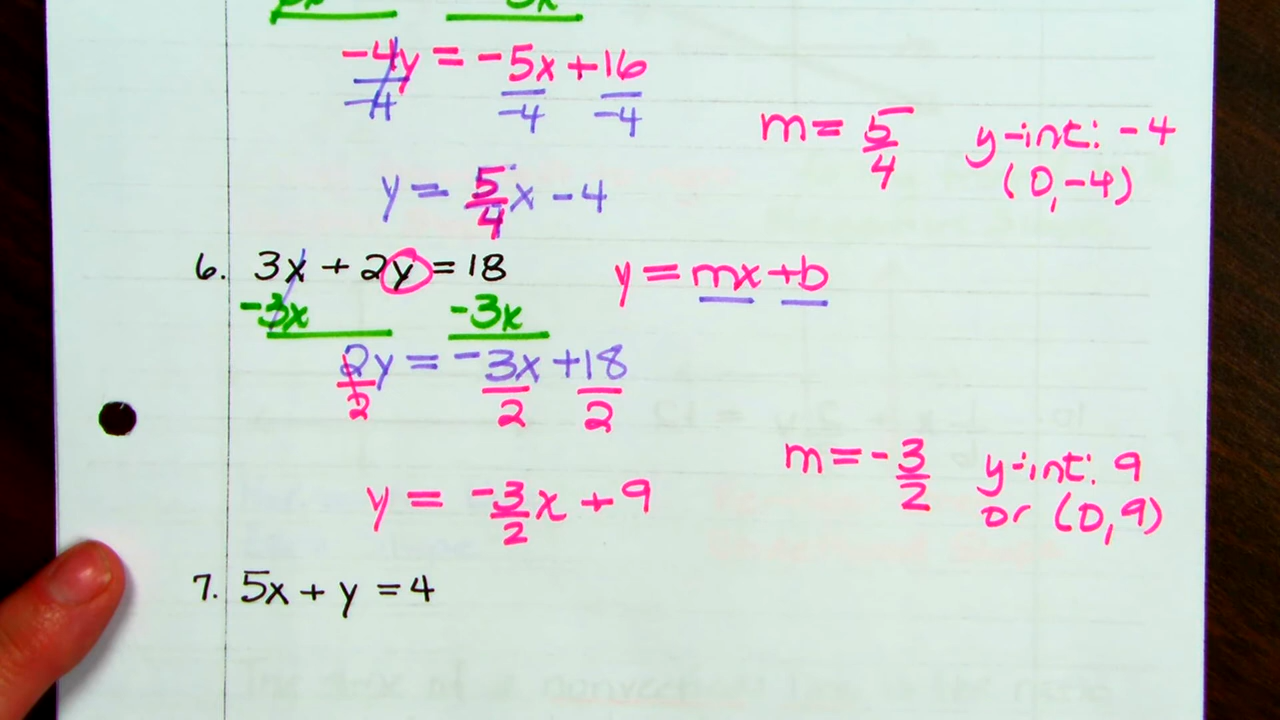 -4y = -5x + 16
-4 -4 -4
m = 5/4 y-int: -4
(0, -4)
y = 5/4 x - 4
6. 3x + 2y = 18 y = mx + b
-3x -3x
2y = -3x + 18
2 2 2
m = -3/2 y-int: 9
or (0, 9)
y = -3/2 x + 9
7. 5x + y = 4